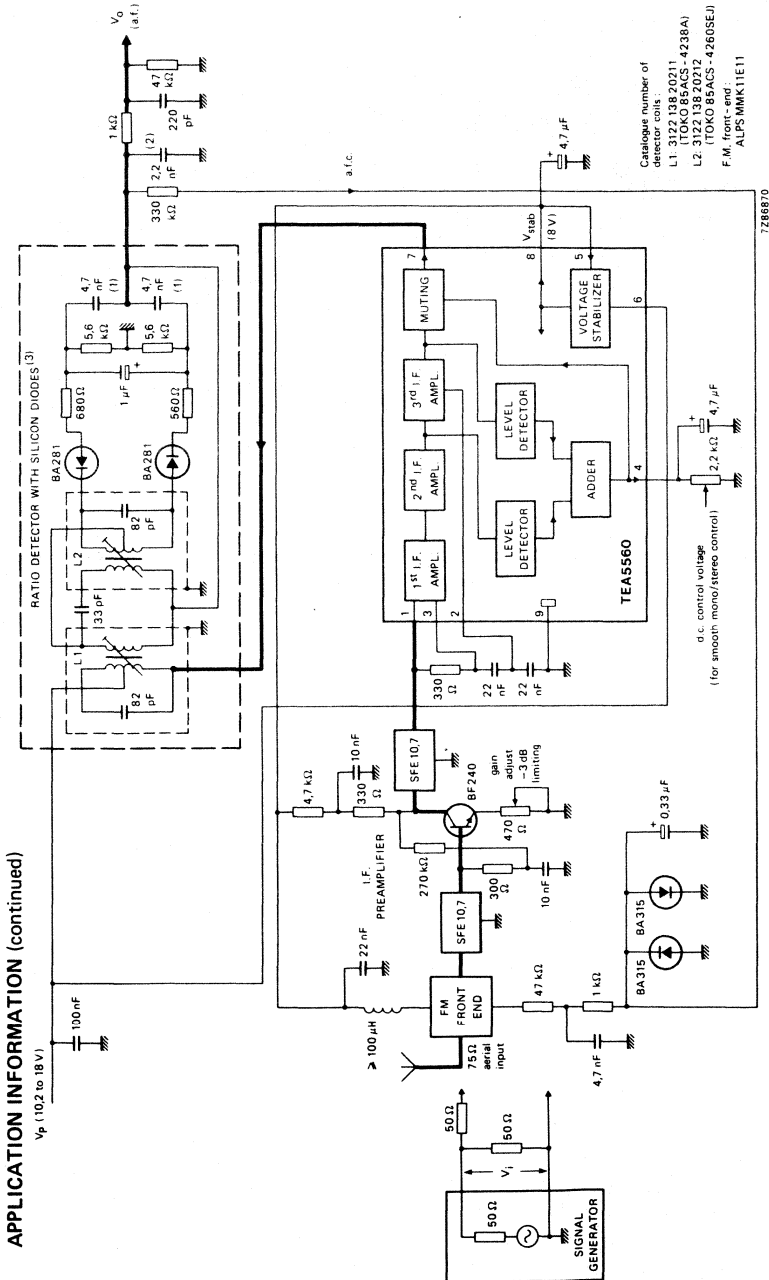 APPLICATION INFORMATION (continued)
Vp (10,2 to 18 V)
100 nF
RATIO DETECTOR WITH SILICON DIODES (3)
L1
82
pF
33 pF
L2
82
pF
BA281
BA281
680 Ω
560 Ω
1 μF
+
5,6
kΩ
5,6
kΩ
4,7
nF
(1)
4,7
nF
(1)
330
kΩ
2,2
nF
(2)
1 kΩ
220
pF
47
kΩ
Vo
(a.f.)
a.f.c.
≥ 100 μH
22 nF
75 Ω
aerial
input
FM
FRONT
END
SFE 10,7
I.F.
PREAMPLIFIER
270 kΩ
300
Ω
10 nF
4,7 kΩ
10 nF
330
Ω
BF240
470
Ω
gain
adjust
−3 dB
limiting
SFE 10,7
330
Ω
22
nF
22
nF
1
3
2
9
1st I.F.
AMPL.
2nd I.F.
AMPL.
3rd I.F.
AMPL.
MUTING
7
LEVEL
DETECTOR
LEVEL
DETECTOR
ADDER
TEA5560
4
8
Vstab
(8 V)
5
VOLTAGE
STABILIZER
6
+
4,7 μF
+
4,7 μF
2,2 kΩ
d.c. control voltage
(for smooth mono/stereo control)
SIGNAL
GENERATOR
50 Ω
Vi
50 Ω
50 Ω
47 kΩ
4,7 nF
1 kΩ
BA315
BA315
+
0,33 μF
Catalogue number of
detector coils:
L1: 3122 138 20211
(TOKO 85ACS - 4238A)
L2: 3122 138 20212
(TOKO 85ACS - 4260SEJ)
F.M. front-end:
ALPS MMK11E11
7Z86870